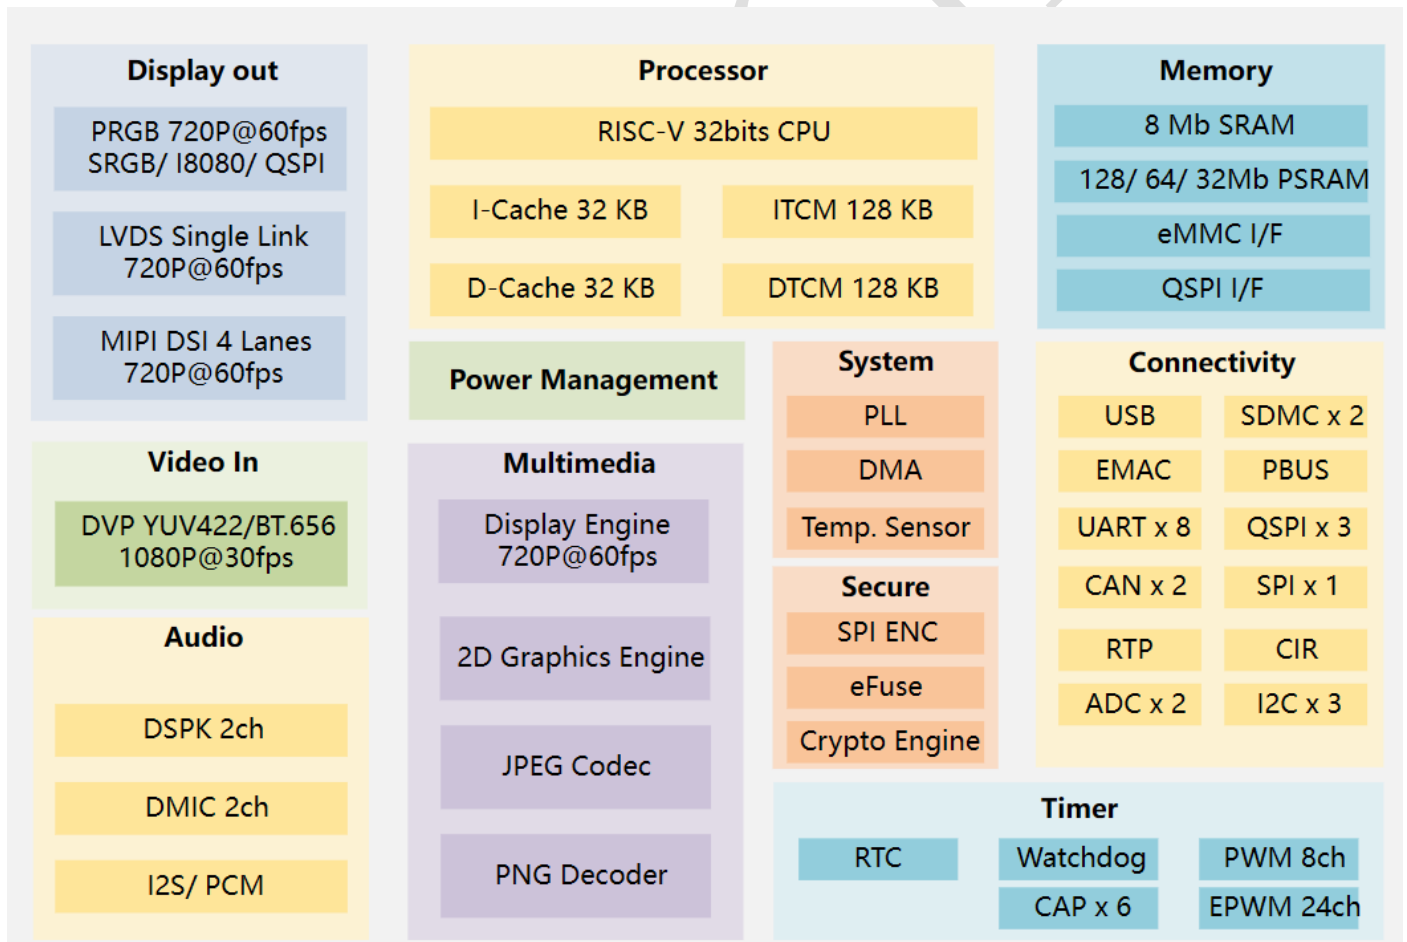 Display out
PRGB 720P@60fps
SRGB/ I8080/ QSPI
LVDS Single Link
720P@60fps
MIPI DSI 4 Lanes
720P@60fps
Video In
DVP YUV422/BT.656
1080P@30fps
Audio
DSPK 2ch
DMIC 2ch
I2S/ PCM
Processor
RISC-V 32bits CPU
I-Cache 32 KB
ITCM 128 KB
D-Cache 32 KB
DTCM 128 KB
Power Management
Multimedia
Display Engine
720P@60fps
2D Graphics Engine
JPEG Codec
PNG Decoder
System
PLL
DMA
Temp. Sensor
Secure
SPI ENC
eFuse
Crypto Engine
Memory
8 Mb SRAM
128/ 64/ 32Mb PSRAM
eMMC I/F
QSPI I/F
Connectivity
USB
SDMC x 2
EMAC
PBUS
UART x 8
QSPI x 3
CAN x 2
SPI x 1
RTP
CIR
ADC x 2
I2C x 3
Timer
RTC
Watchdog
PWM 8ch
CAP x 6
EPWM 24ch